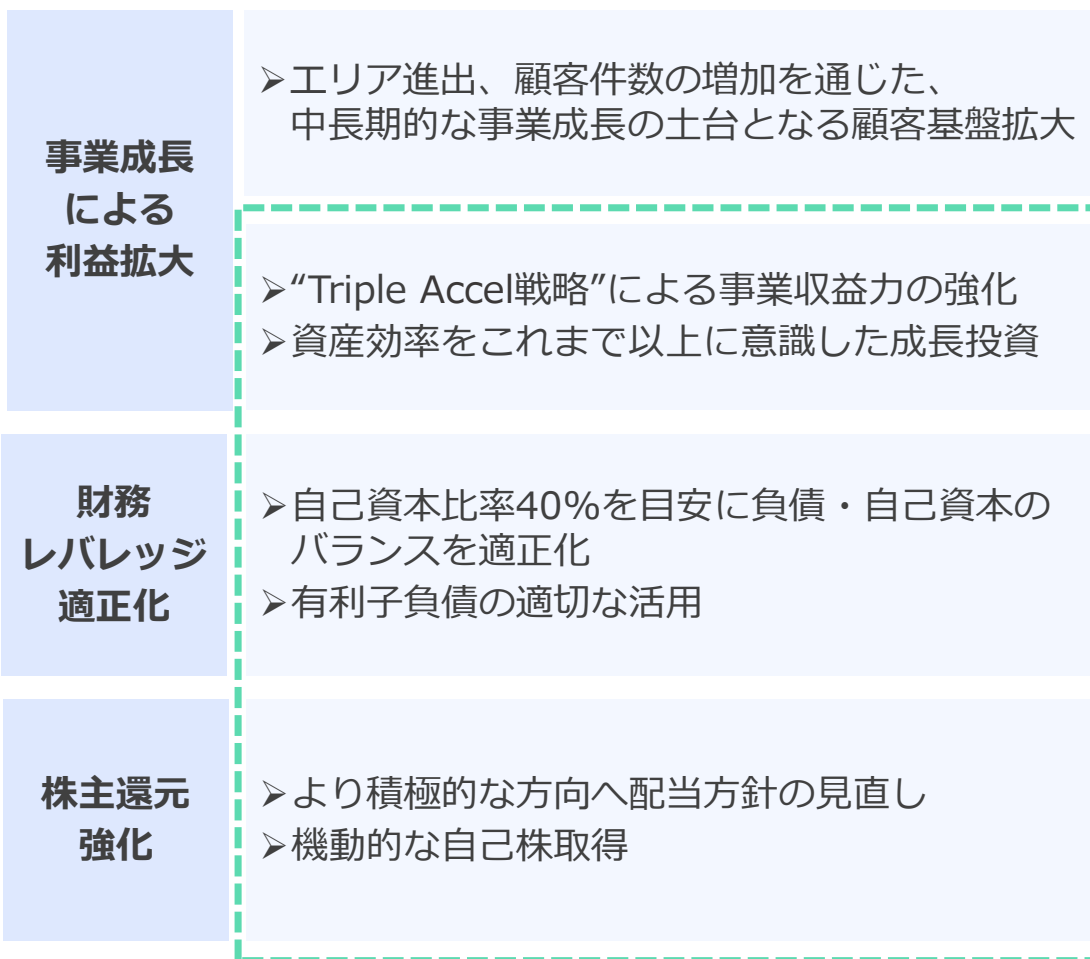 事業成長
による
利益拡大
➢エリア進出、顧客件数の増加を通じた、
中長期的な事業成長の土台となる顧客基盤拡大
➢“Triple Accel戦略”による事業収益力の強化
➢資産効率をこれまで以上に意識した成長投資
財務
レバレッジ
適正化
➢自己資本比率40%を目安に負債・自己資本の
バランスを適正化
➢有利子負債の適切な活用
株主還元
強化
➢より積極的な方向へ配当方針の見直し
➢機動的な自己株取得